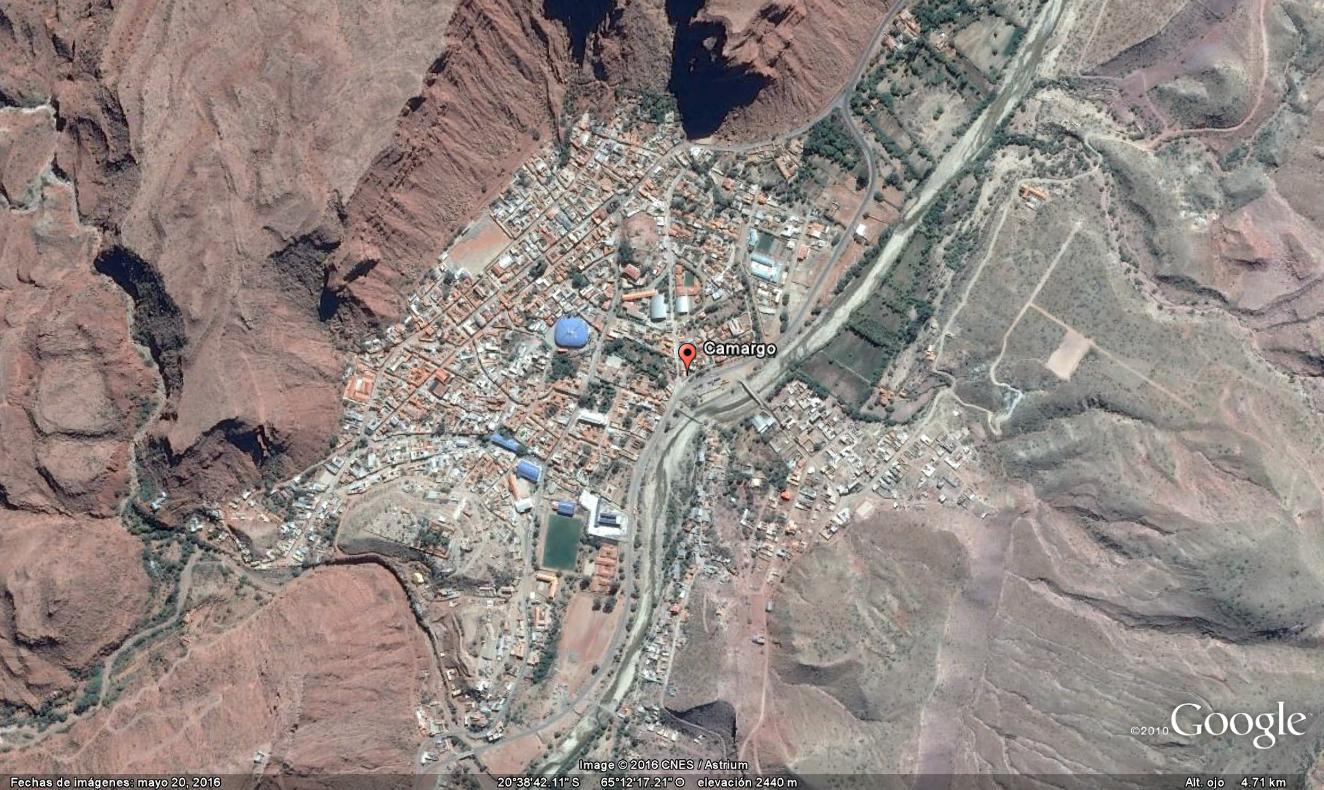 Camargo
©2010 Google
Image © 2016 CNES / Astrium
Fechas de imágenes: mayo 20, 2016 20°38'42.11" S 65°12'17.21" O elevación 2440 m Alt. ojo 4.71 km